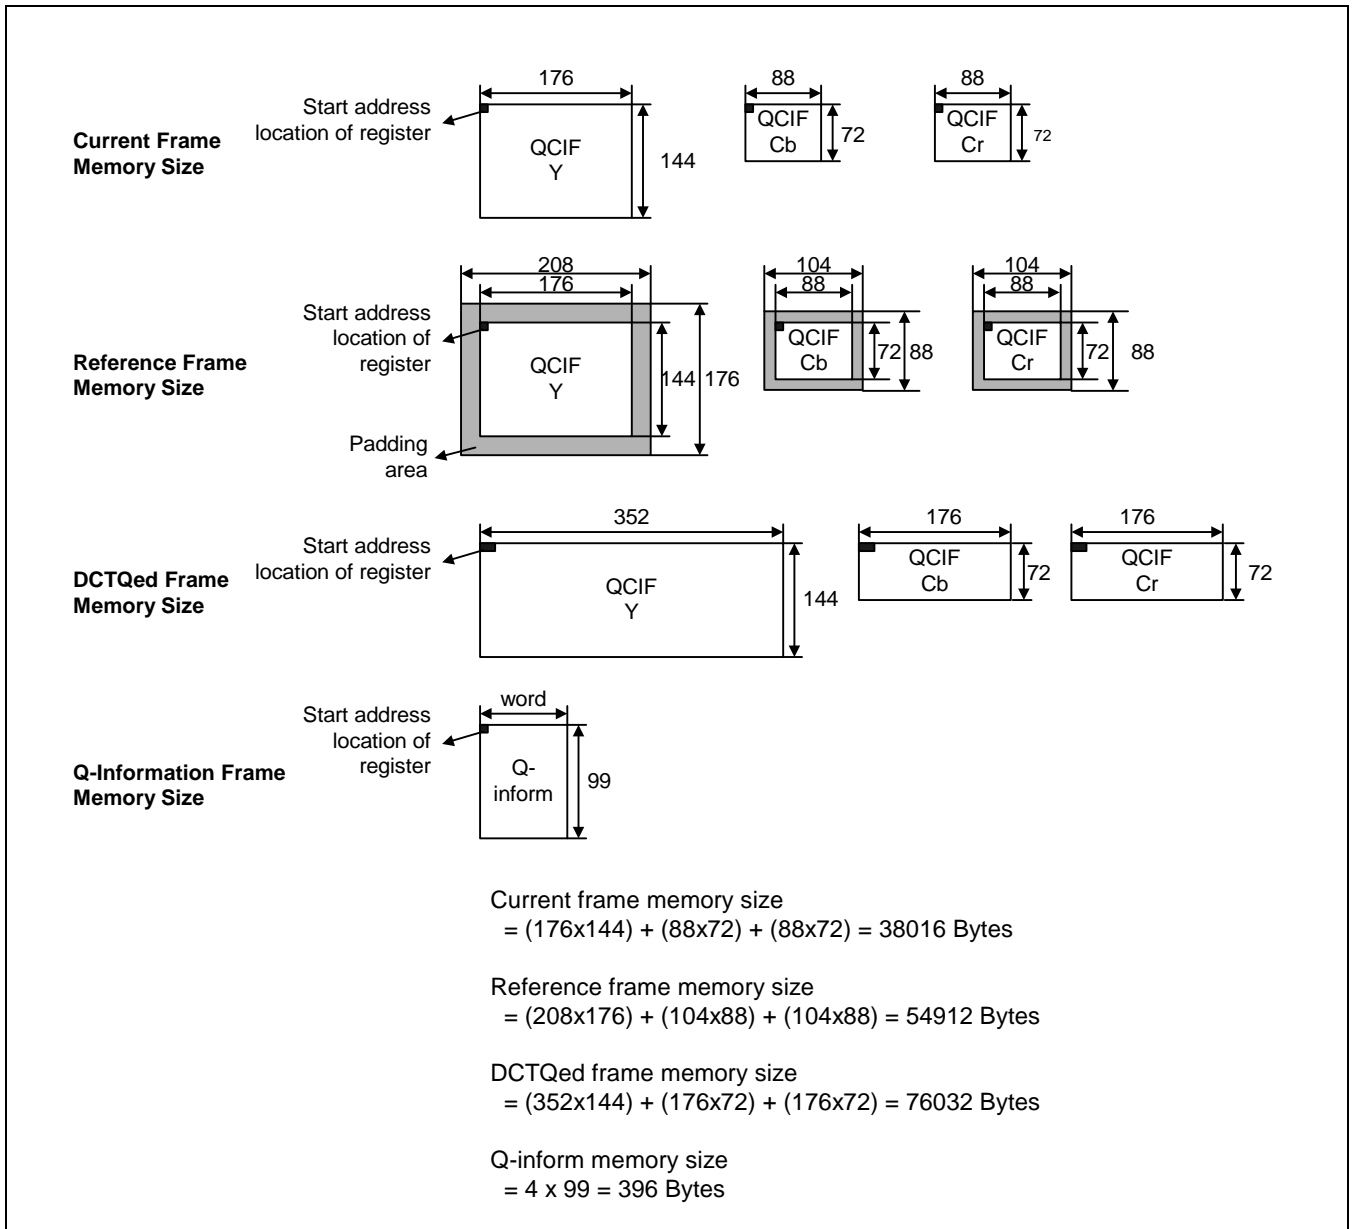 176
88
88
Start address
location of register
Current Frame
Memory Size
QCIF
Y
144
QCIF
Cb
72
QCIF
Cr
72
208
176
104
88
104
88
Start address
location of
register
Reference Frame
Memory Size
QCIF
Y
144
176
QCIF
Cb
72
88
QCIF
Cr
72
88
Padding
area
352
176
176
Start address
location of register
DCTQed Frame
Memory Size
QCIF
Y
144
QCIF
Cb
72
QCIF
Cr
72
word
Start address
location of
register
Q-Information Frame
Memory Size
Q-
inform
99
Current frame memory size
= (176x144) + (88x72) + (88x72) = 38016 Bytes
Reference frame memory size
= (208x176) + (104x88) + (104x88) = 54912 Bytes
DCTQed frame memory size
= (352x144) + (176x72) + (176x72) = 76032 Bytes
Q-inform memory size
= 4 x 99 = 396 Bytes